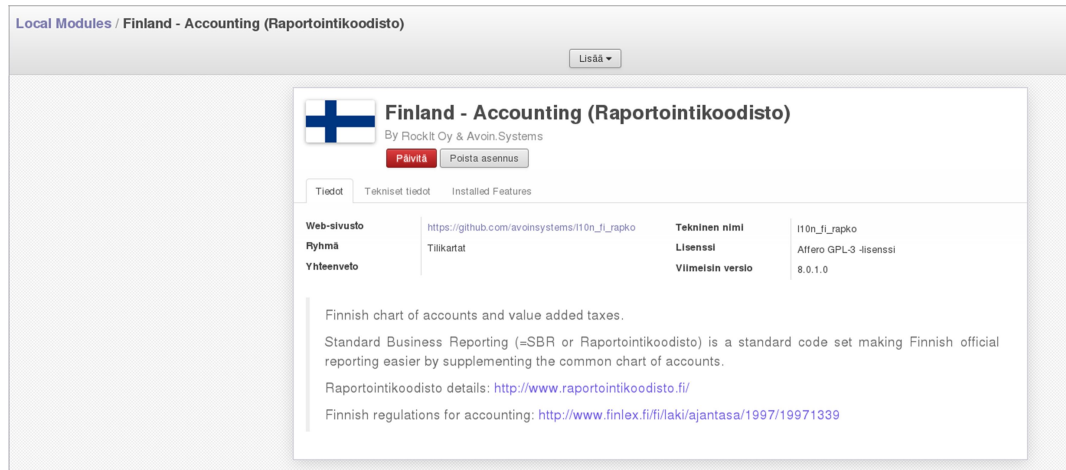 Local Modules / Finland - Accounting (Raportointikoodisto)
Lisää
Finland - Accounting (Raportointikoodisto)
By RockIt Oy & Avoin.Systems
Päivitä Poista asennus
Tiedot Tekniset tiedot Installed Features
Web-sivusto https://github.com/avoinsystems/l10n_fi_rapko Tekninen nimi l10n_fi_rapko
Ryhmä Tilikartat Lisenssi Affero GPL-3 -lisenssi
Yhteenveto Viimeisin versio 8.0.1.0
Finnish chart of accounts and value added taxes.
Standard Business Reporting (=SBR or Raportointikoodisto) is a standard code set making Finnish official
reporting easier by supplementing the common chart of accounts.
Raportointikoodisto details: http://www.raportointikoodisto.fi/
Finnish regulations for accounting: http://www.finlex.fi/fi/laki/ajantasa/1997/19971339